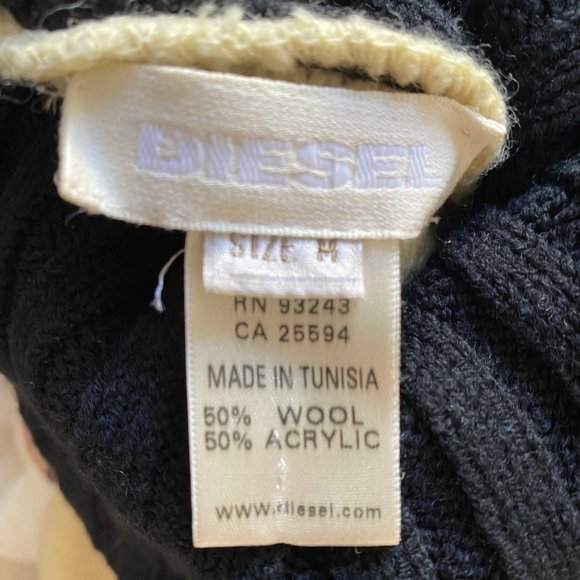 DIESEL
SIZE M
RN 93243
CA 25594
MADE IN TUNISIA
50% WOOL
50% ACRYLIC
www.diesel.com